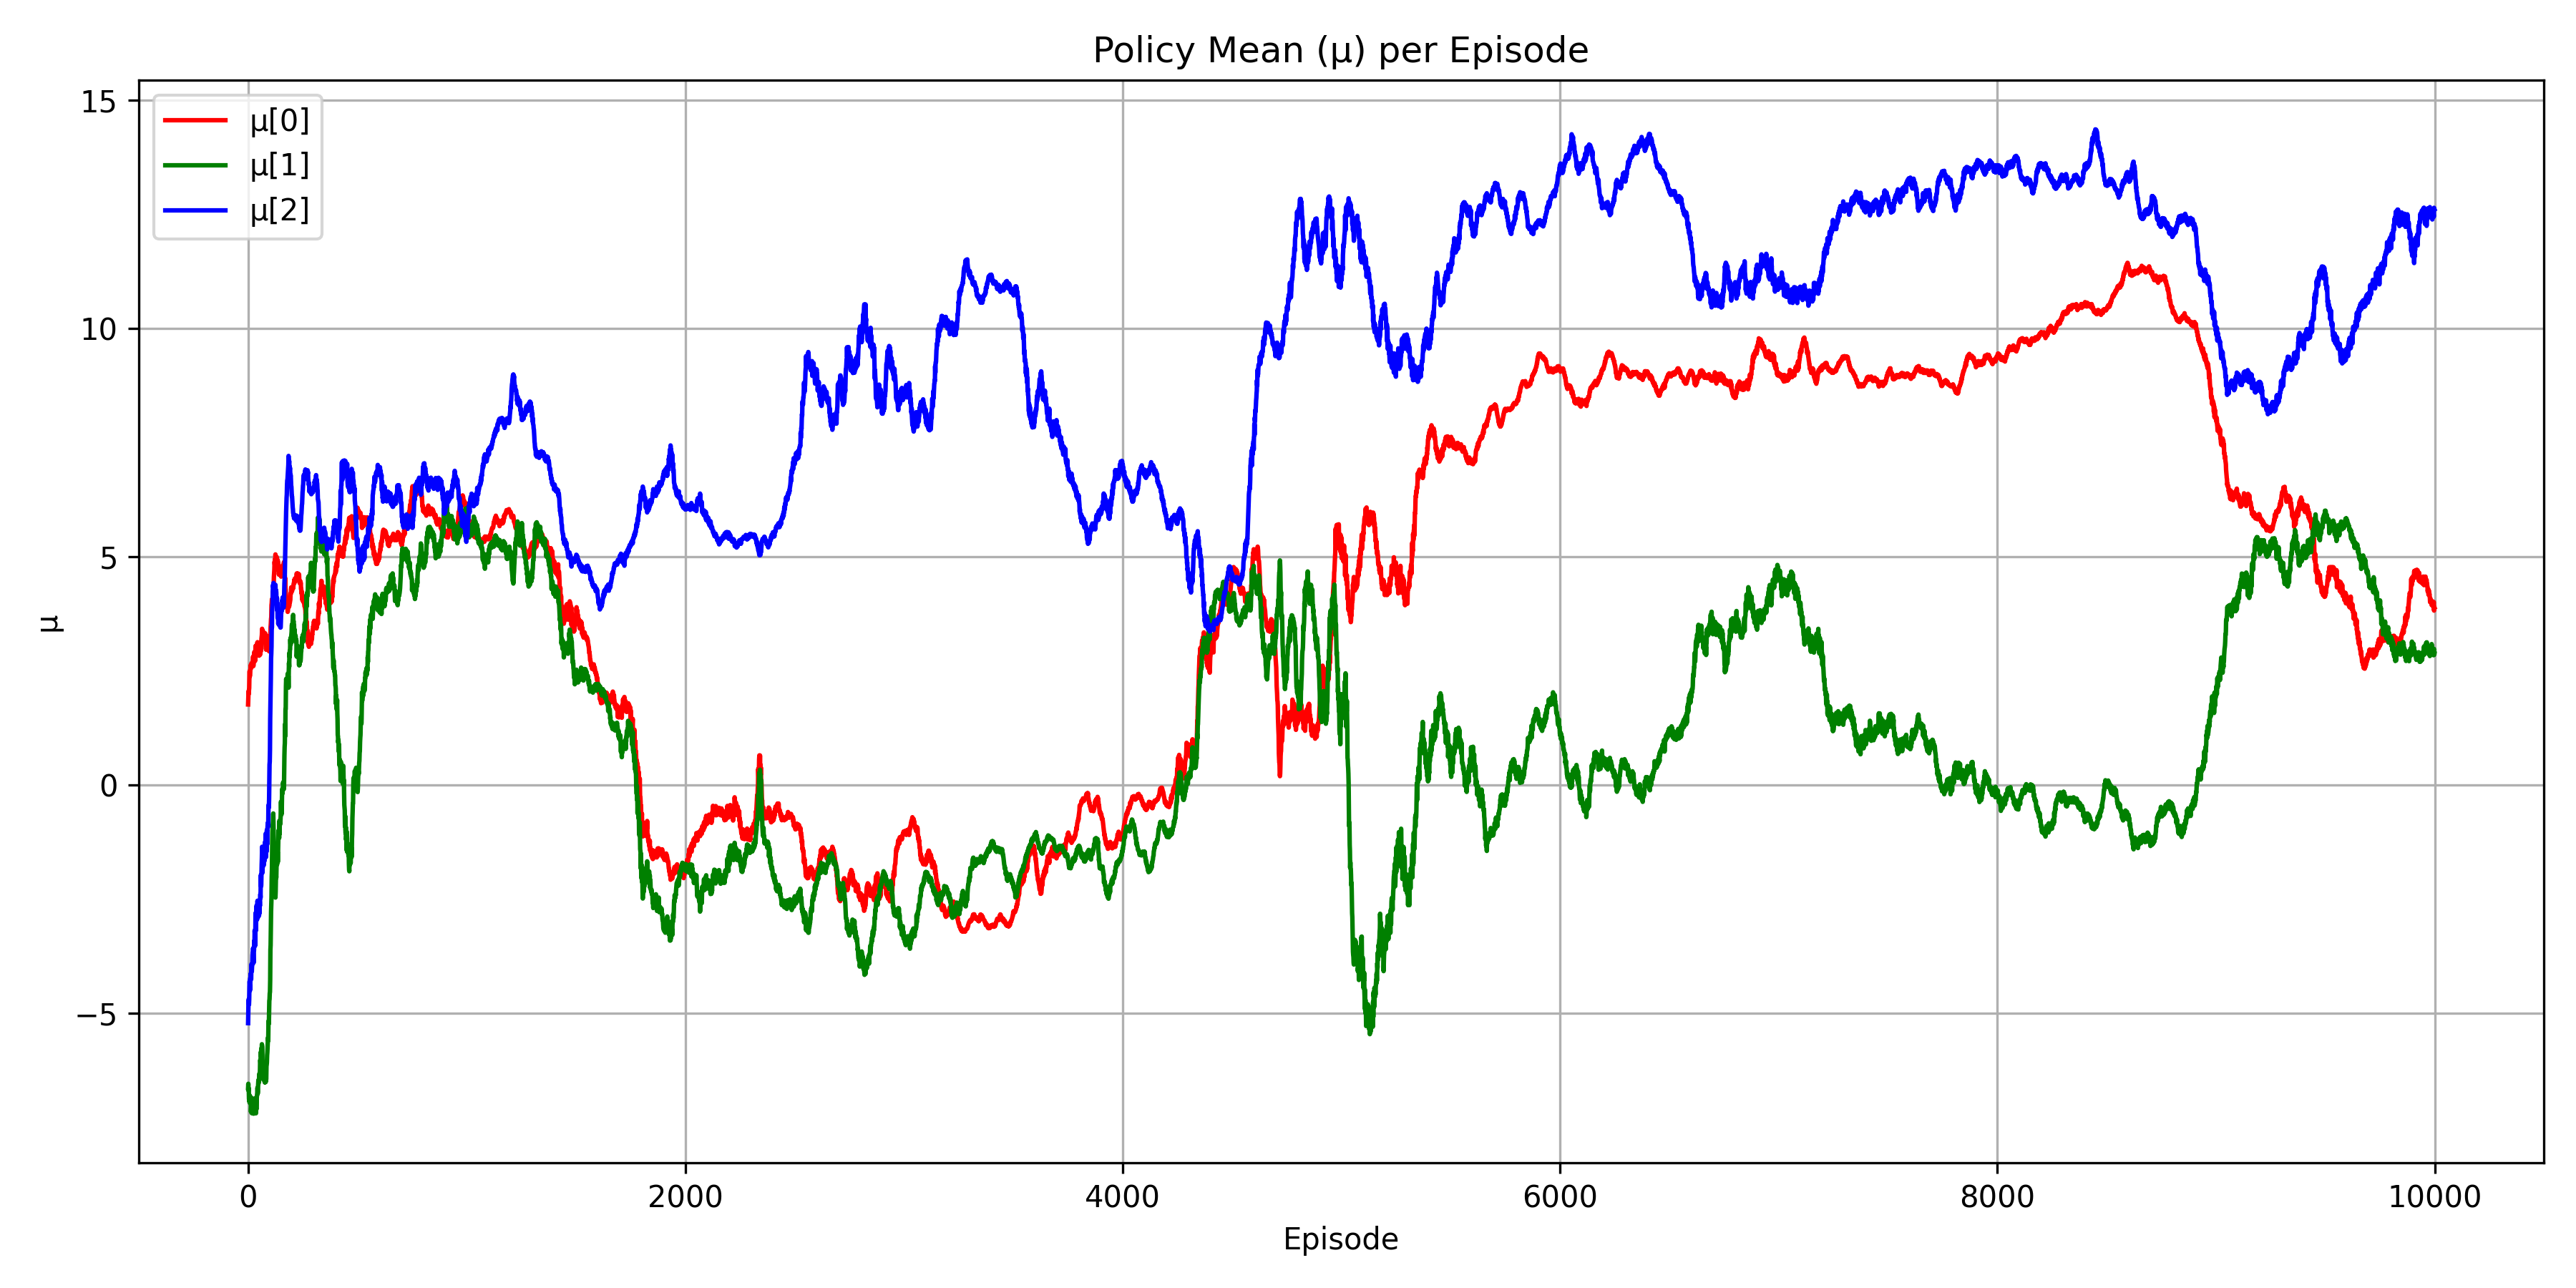 Policy Mean (μ) per Episode
μ[0]
μ[1]
μ[2]
15
10
5
0
−5
μ
0 2000 4000 6000 8000 10000
Episode